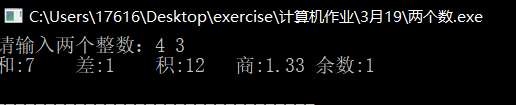 C:\Users\17616\Desktop\exercise\计算机作业\3月19\两个数.exe
请输入两个整数：4 3
和:7 差:1 积:12 商:1.33 余数:1
--------------------------------